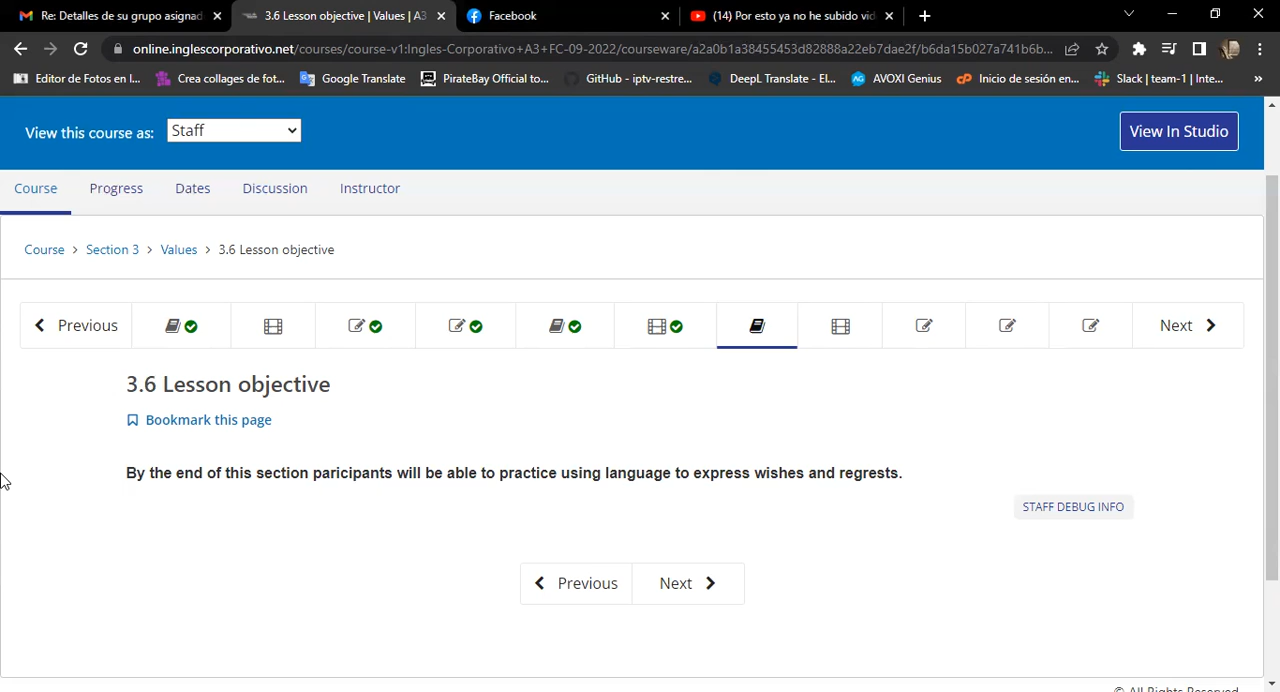 Re: Detalles de su grupo asignad
3.6 Lesson objective | Values | A3
Facebook
(14) Por esto ya no he subido vid
online.inglescorporativo.net/courses/course-v1:Ingles-Corporativo+A3+FC-09-2022/courseware/a2a0b1a38455453d82888a22eb7dae2f/b6da15b027a741b6b...
Editor de Fotos en l...
Crea collages de fot...
Google Translate
PirateBay Official to...
GitHub - iptv-restre...
DeepL Translate - El...
AVOXI Genius
Inicio de sesión en...
Slack | team-1 | Inte...
»
View this course as:
Staff
View In Studio
Course
Progress
Dates
Discussion
Instructor
Course > Section 3 > Values > 3.6 Lesson objective
Previous
Next
3.6 Lesson objective
Bookmark this page
By the end of this section paricipants will be able to practice using language to express wishes and regrets.
STAFF DEBUG INFO
Previous
Next
© All Rights Reserved